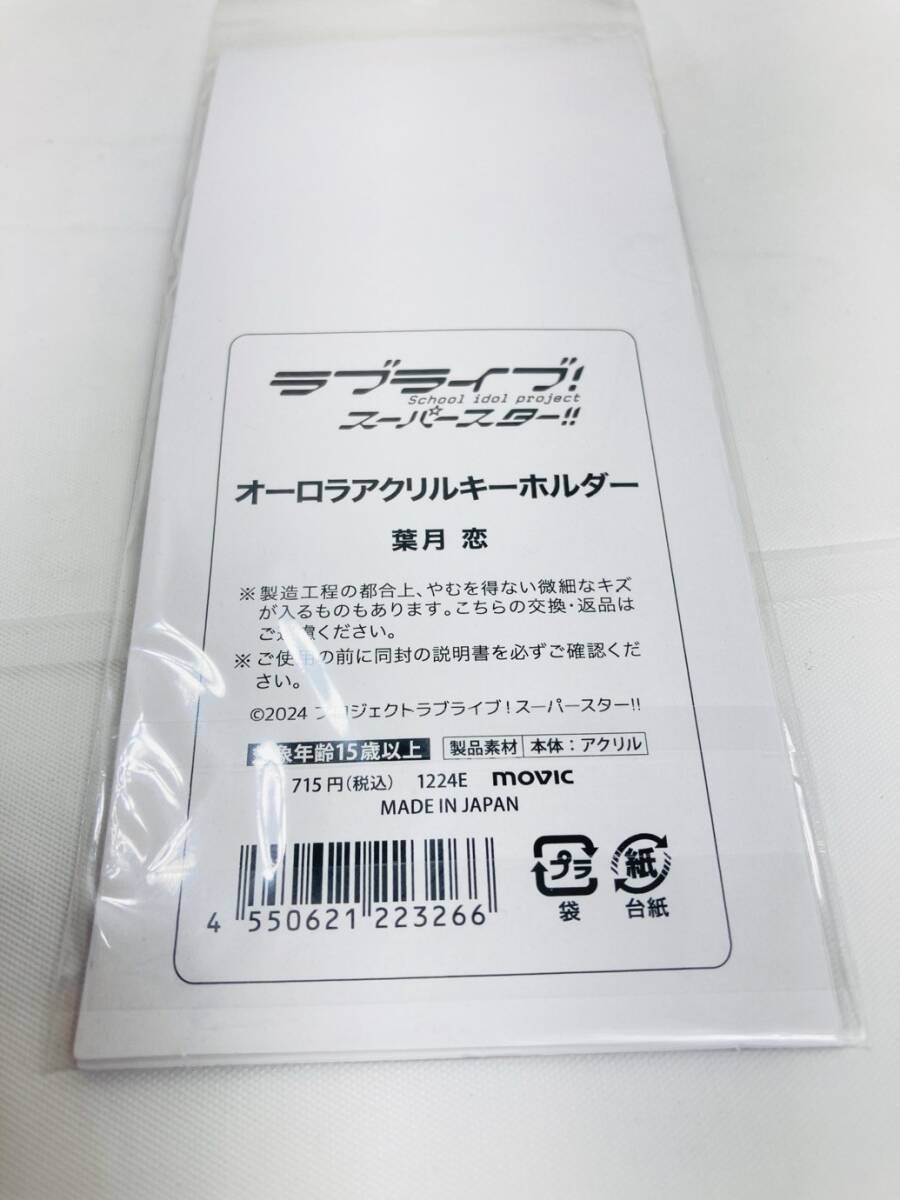 ラブライブ!
School idol project
スーパースター!!
オーロラアクリルキーホルダー
葉月 恋
※製造工程の都合上、やむを得ない微細なキズ
が入るものもあります。こちらの交換・返品は
ご遠慮ください。
※ご使用の前に同封の説明書を必ずご確認くだ
さい。
©2024 プロジェクトラブライブ!スーパースター!!
対象年齢15歳以上 製品素材 本体:アクリル
715円(税込) 1224E movic
MADE IN JAPAN
4 550621 223266
プラ 紙
袋 台紙